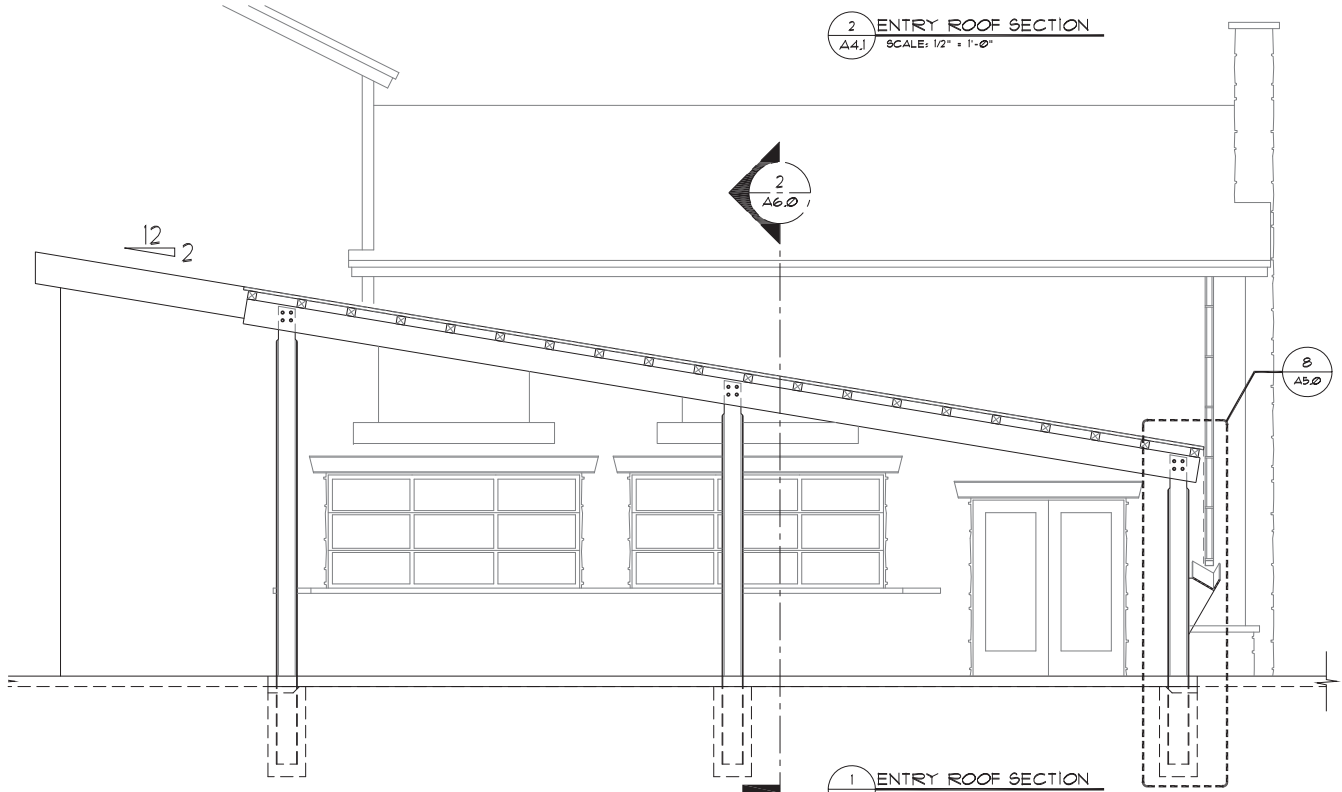 2 ENTRY ROOF SECTION
A4.1 SCALE: 1/2" = 1'-0"
2
A6.0
12
2
8
A5.0
1 ENTRY ROOF SECTION